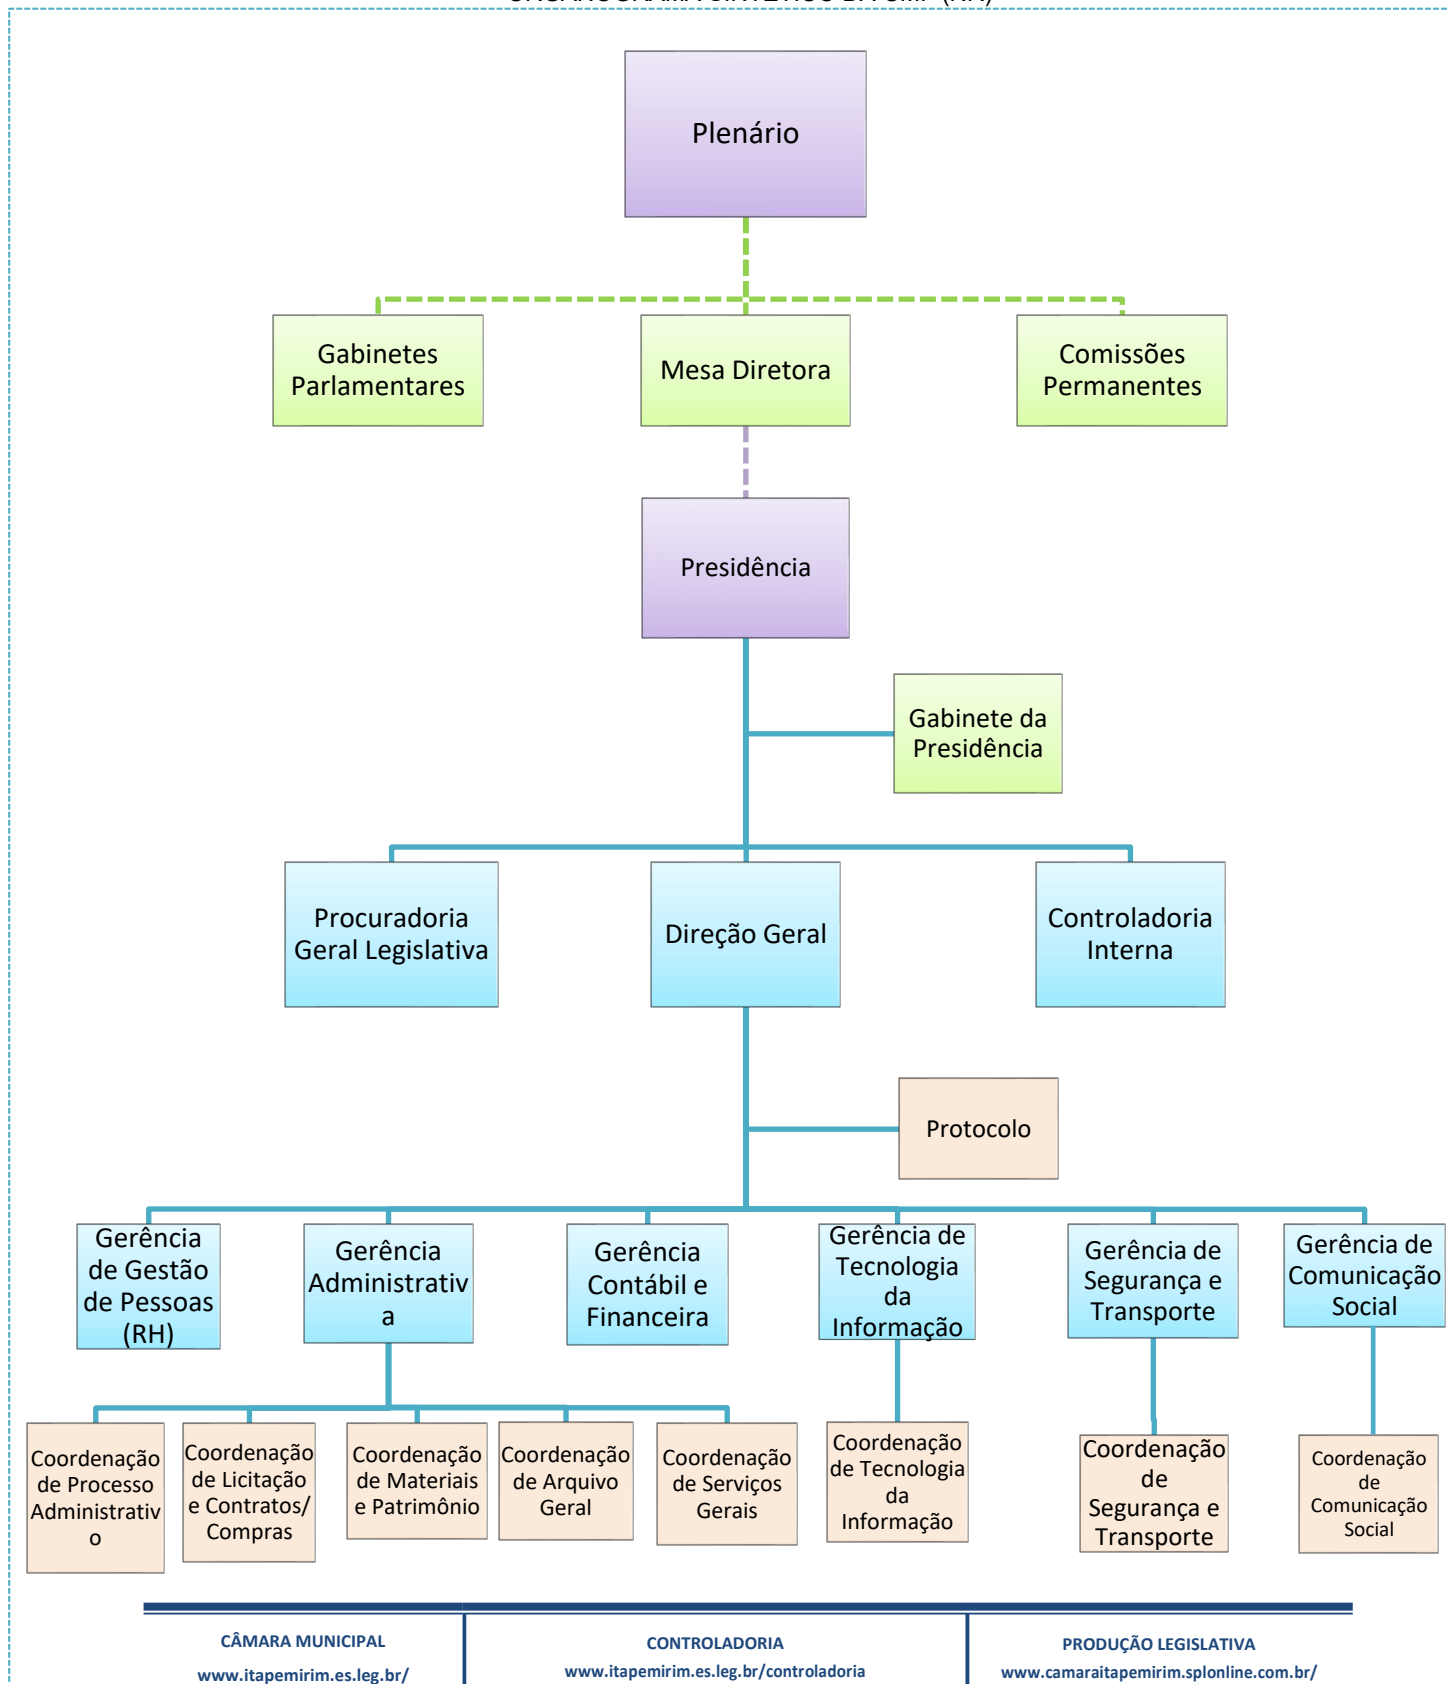 Plenário
Gabinetes
Parlamentares
Mesa Diretora
Comissões
Permanentes
Presidência
Gabinete da
Presidência
Procuradoria
Geral Legislativa
Direção Geral
Controladoria
Interna
Protocolo
Gerência
de Gestão
de Pessoas
(RH)
Gerência
Administrativ
a
Gerência
Contábil e
Financeira
Gerência de
Tecnologia
da
Informação
Gerência de
Segurança e
Transporte
Gerência de
Comunicação
Social
Coordenação
de Processo
Administrativ
o
Coordenação
de Licitação
e Contratos/
Compras
Coordenação
de Materiais
e Patrimônio
Coordenação
de Arquivo
Geral
Coordenação
de Serviços
Gerais
Coordenação
de Tecnologia
da
Informação
Coordenação
de
Segurança e
Transporte
Coordenação
de
Comunicação
Social
CÂMARA MUNICIPAL
www.itapemirim.es.leg.br/
CONTROLADORIA
www.itapemirim.es.leg.br/controladoria
PRODUÇÃO LEGISLATIVA
www.camaraitapemirim.splonline.com.br/